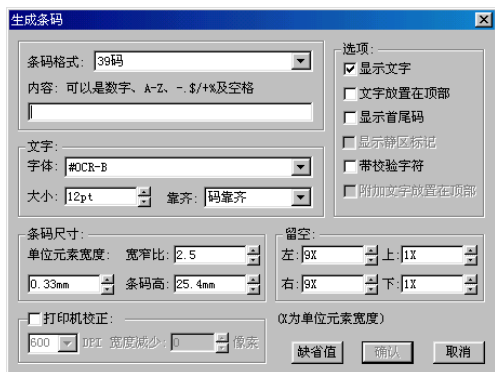 生成条码
条码格式: 39码
内容: 可以是数字、A-Z、-.$/+%及空格
文字:
字体: #OCR-B
大小: 12pt 靠齐: 码靠齐
选项:
显示文字
文字放置在顶部
显示首尾码
显示静区标记
带校验字符
附加文字放置在顶部
条码尺寸:
单位元素宽度: 宽窄比: 2.5
0.33mm 条码高: 25.4mm
留空:
左: 9X 上: 1X
右: 9X 下: 1X
打印机校正:
600 DPI 宽度减少: 0 像素
(X为单位元素宽度)
缺省值 确认 取消